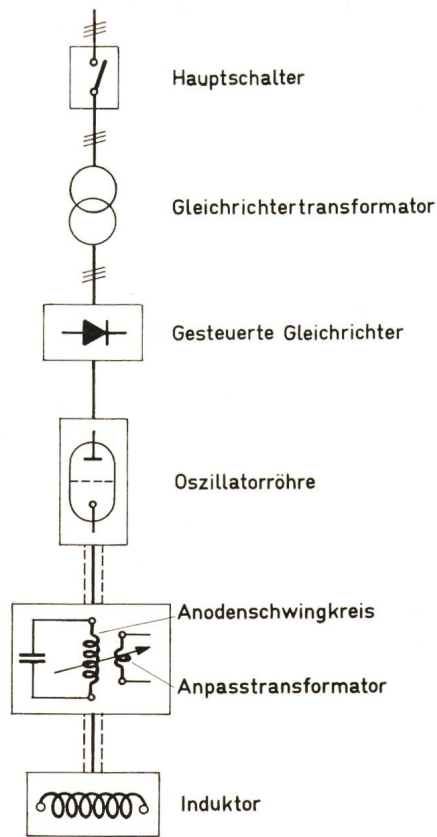 Hauptschalter
Gleichrichtertransformator
Gesteuerte Gleichrichter
Oszillatorröhre
Anodenschwingkreis
Anpasstransformator
Induktor